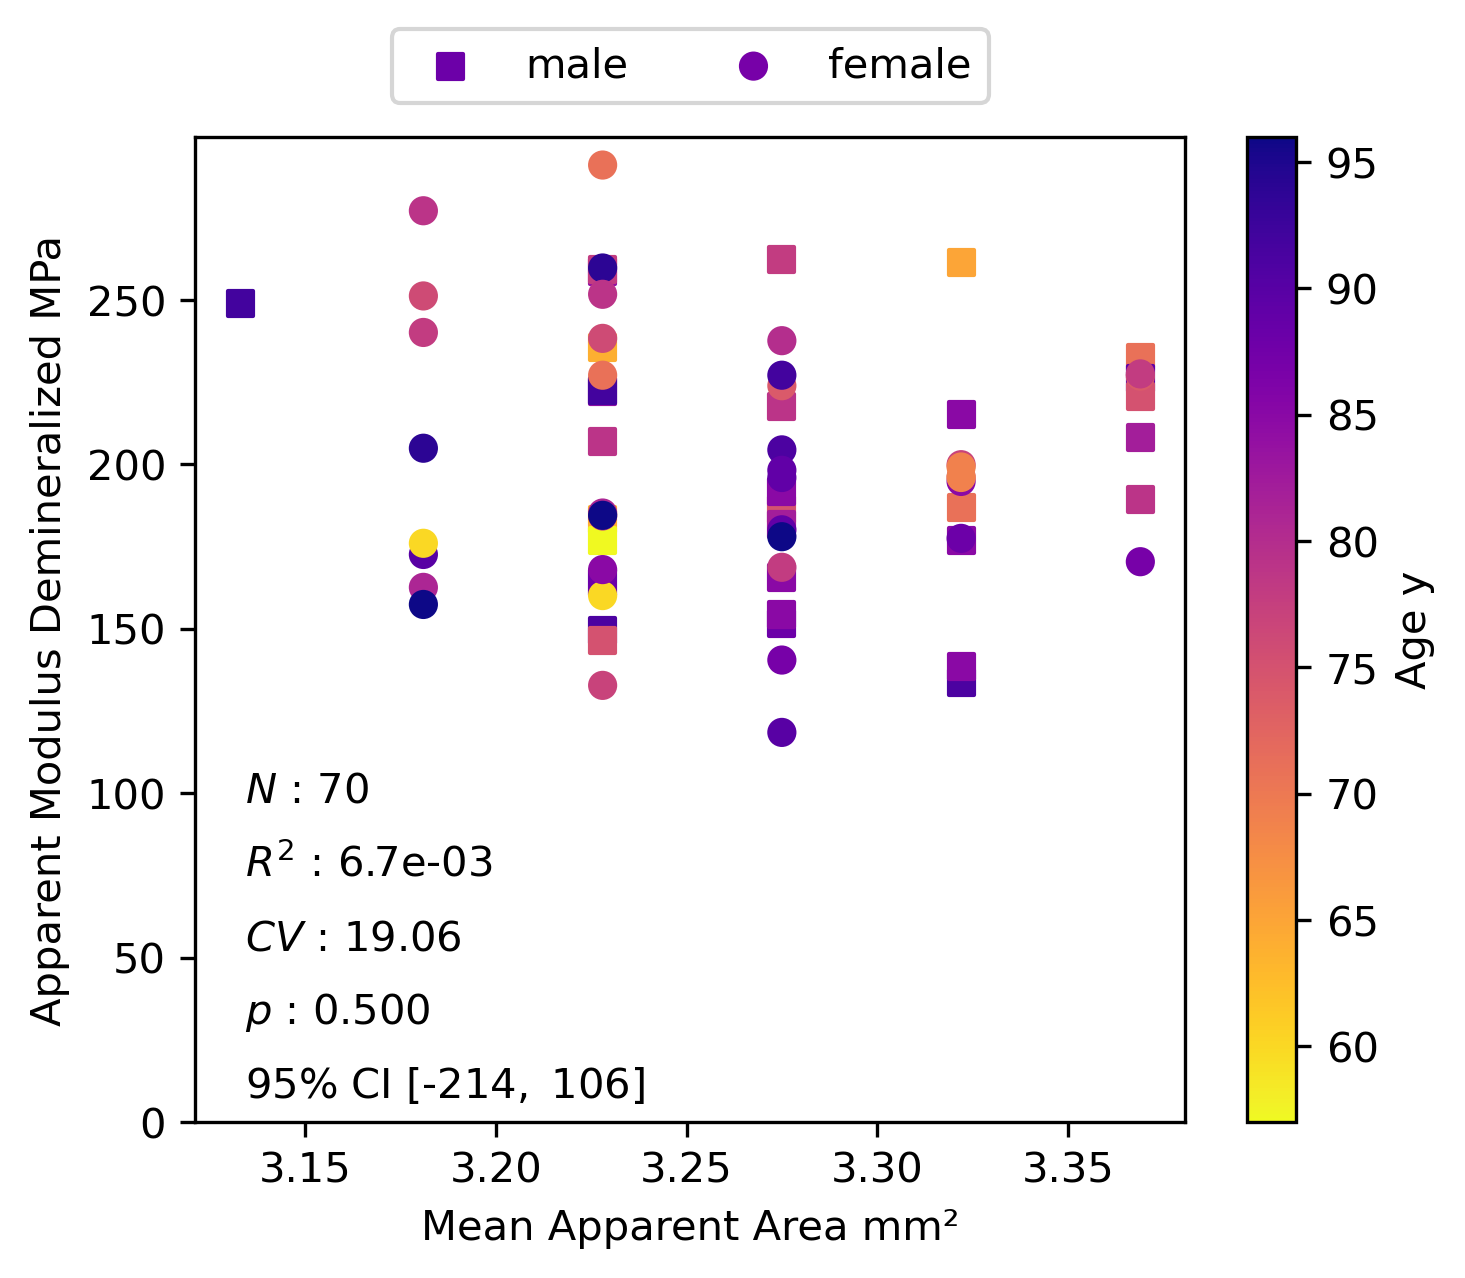 male female
Apparent Modulus Demineralized MPa
250
200
150
100
50
0
N : 70
R² : 6.7e-03
CV : 19.06
p : 0.500
95% CI [-214, 106]
3.15 3.20 3.25 3.30 3.35
Mean Apparent Area mm²
95
90
85
80
75
70
65
60
Age y